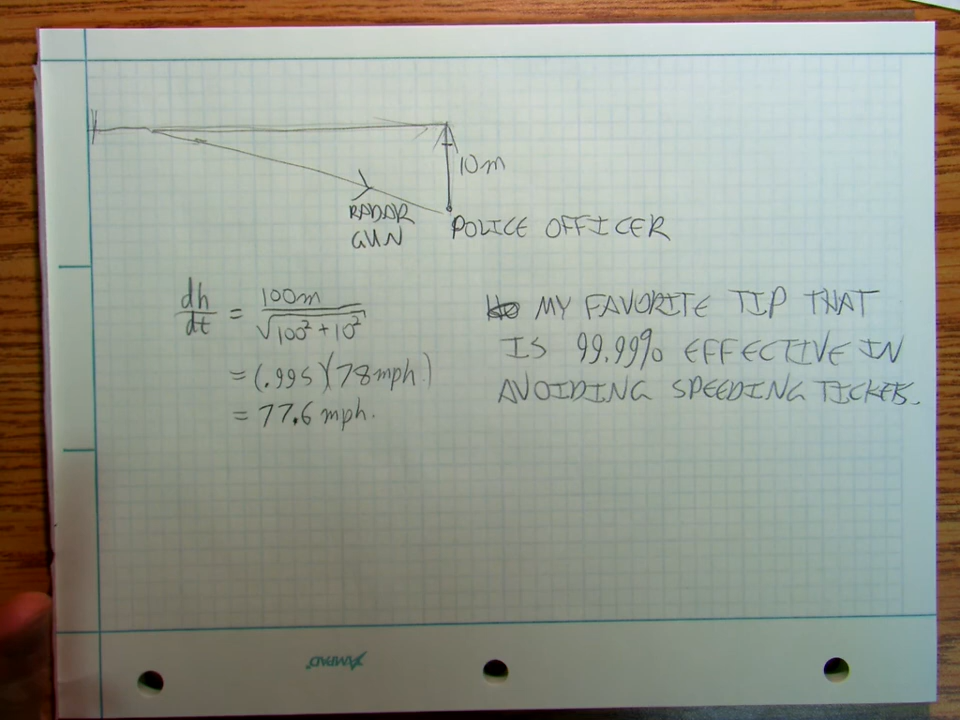 10m
RADAR
GUN
POLICE OFFICER
dh/dt = 100m/√100²+10²
= (.995)(78mph)
= 77.6 mph.
MY FAVORITE TIP THAT
IS 99.99% EFFECTIVE IN
AVOIDING SPEEDING TICKETS.
AMPAD